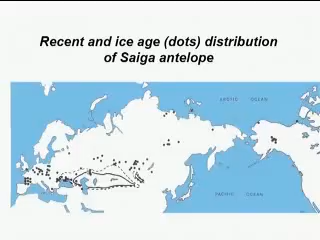 Recent and ice age (dots) distribution
of Saiga antelope
ARCTIC OCEAN
PACIFIC OCEAN